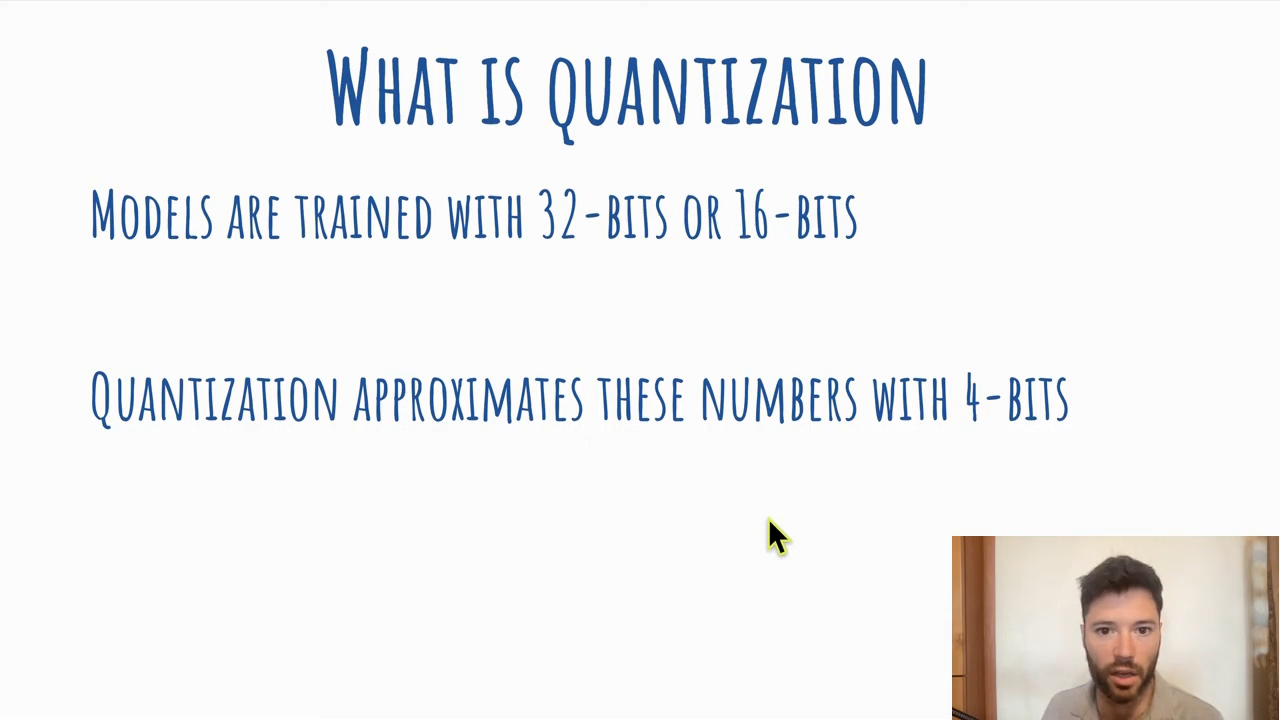 What is quantization
Models are trained with 32-bits or 16-bits
Quantization approximates these numbers with 4-bits